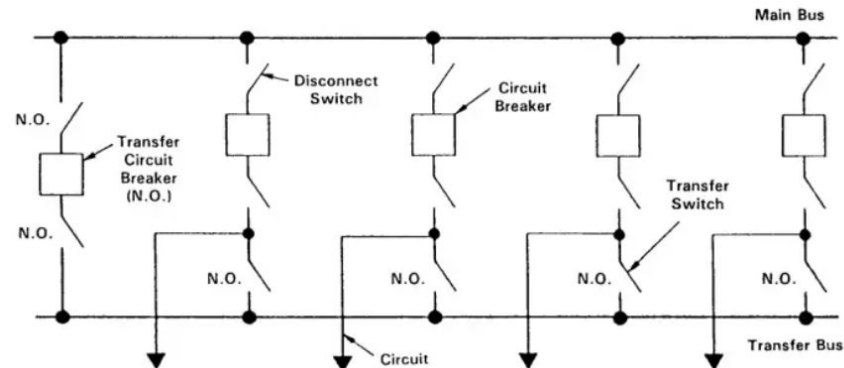 Main Bus
Disconnect
Switch
Circuit
Breaker
N.O.
Transfer
Circuit
Breaker
(N.O.)
Transfer
Switch
N.O.
N.O.
N.O.
N.O.
N.O.
Transfer Bus
Circuit